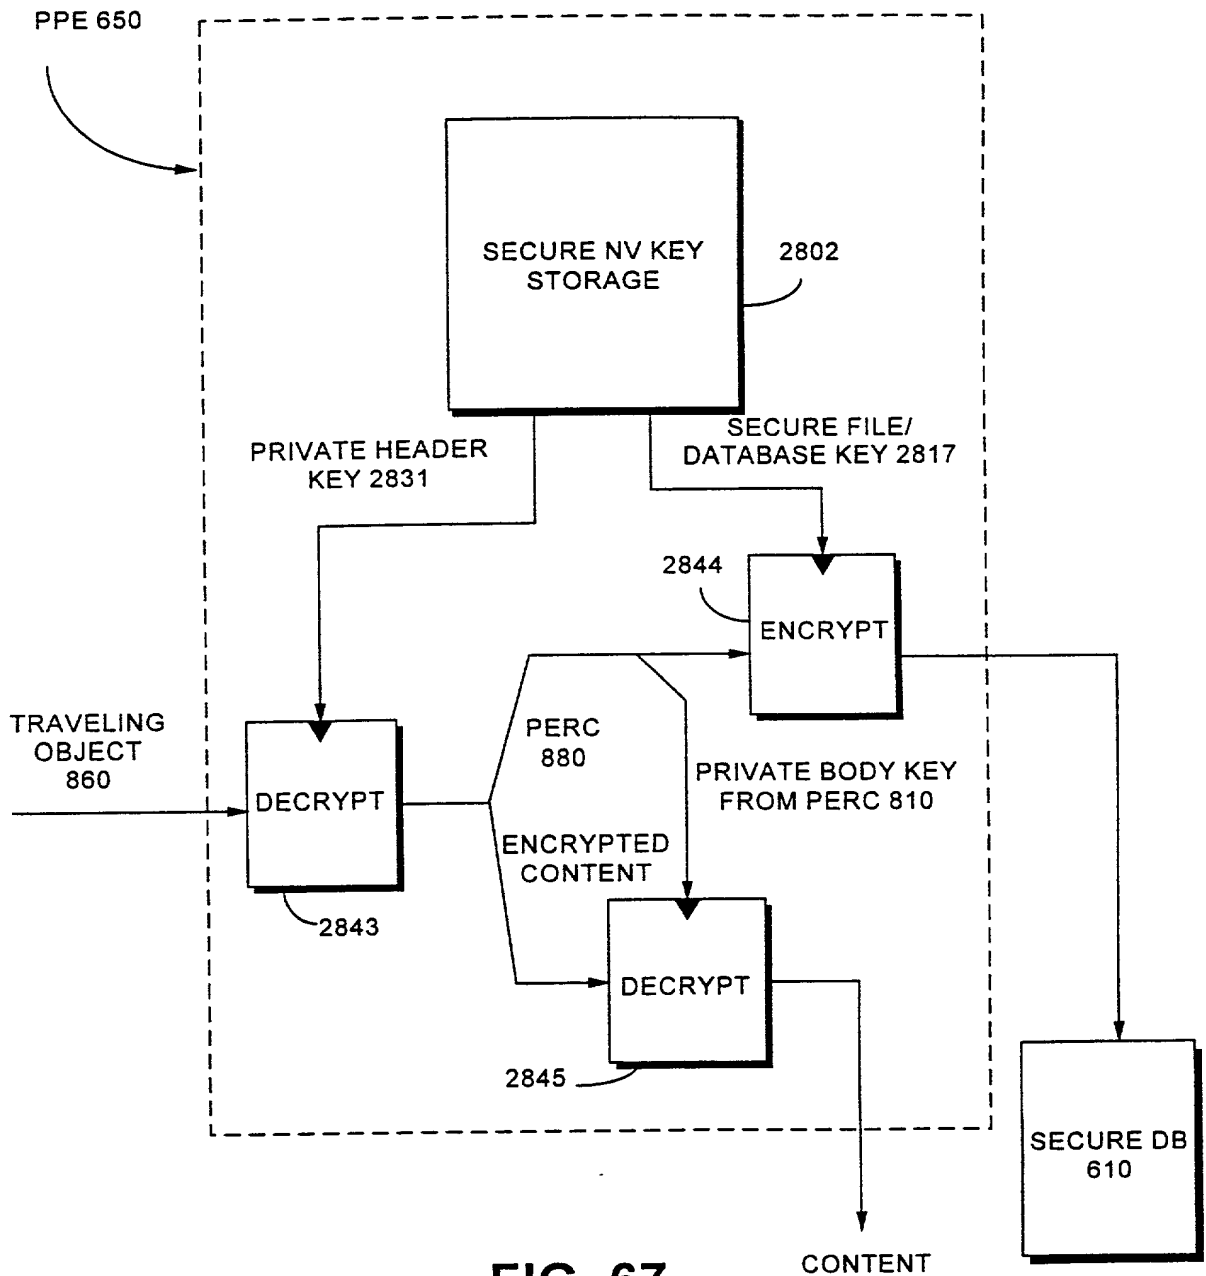 PPE 650
SECURE NV KEY
STORAGE
2802
PRIVATE HEADER
KEY 2831
SECURE FILE/
DATABASE KEY 2817
2844
ENCRYPT
TRAVELING
OBJECT
860
DECRYPT
2843
PERC
880
PRIVATE BODY KEY
FROM PERC 810
ENCRYPTED
CONTENT
DECRYPT
2845
SECURE DB
610
CONTENT
FIG. 67